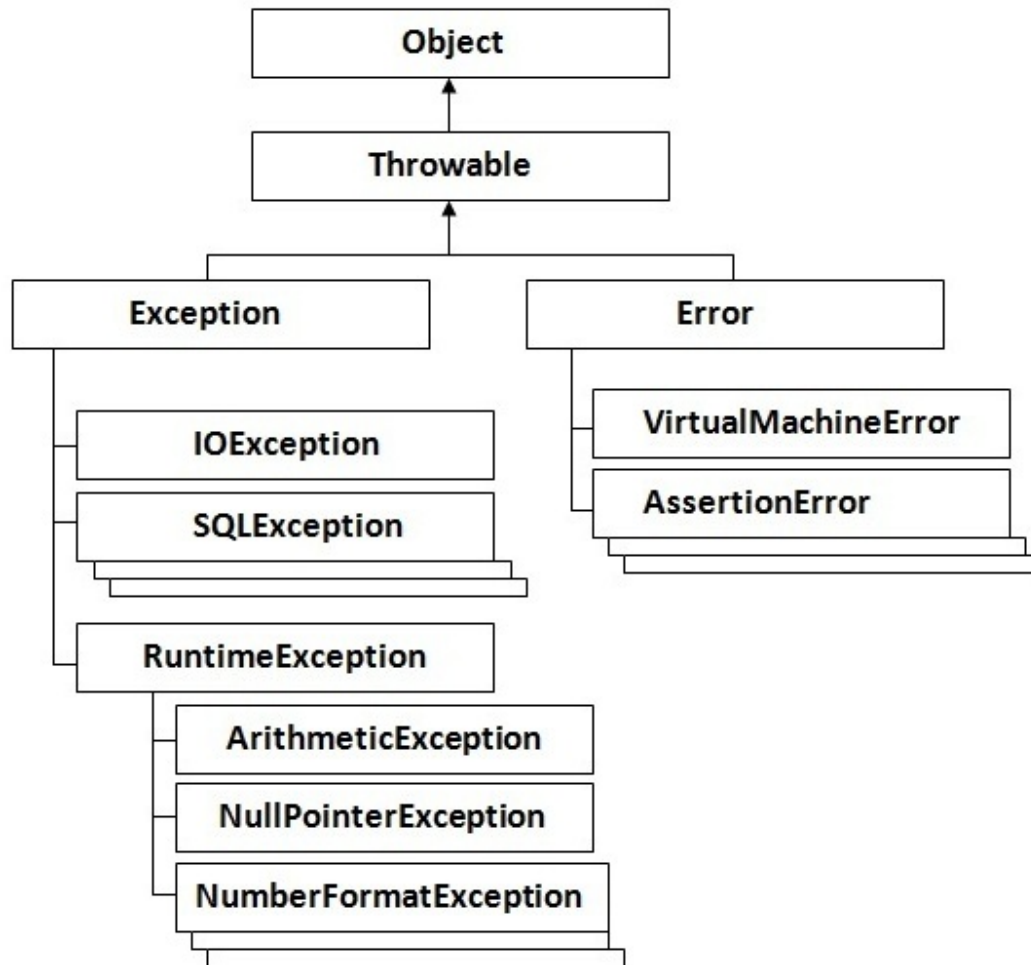 Object
Throwable
Exception
Error
IOException
SQLException
RuntimeException
ArithmeticException
NullPointerException
NumberFormatException
VirtualMachineError
AssertionError